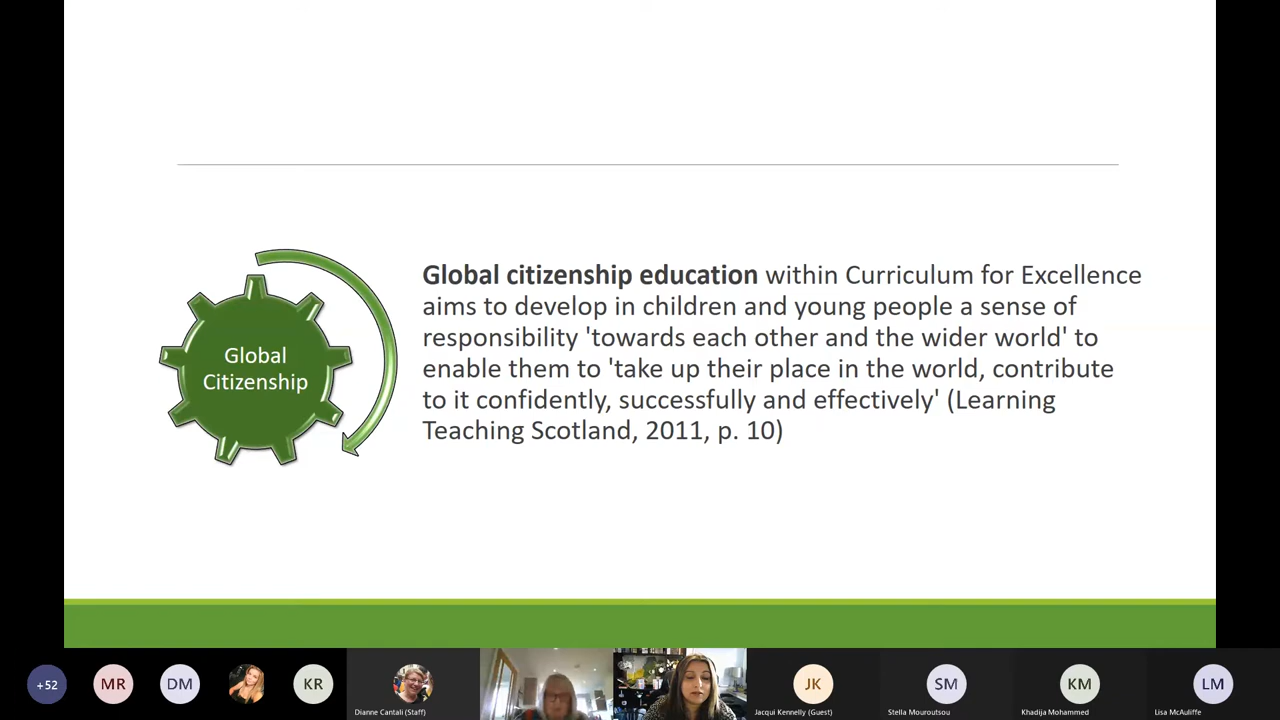 Global
Citizenship
Global citizenship education within Curriculum for Excellence
aims to develop in children and young people a sense of
responsibility 'towards each other and the wider world' to
enable them to 'take up their place in the world, contribute
to it confidently, successfully and effectively' (Learning
Teaching Scotland, 2011, p. 10)
+52
MR
DM
KR
Dianne Cantali (Staff)
JK
Jacqui Kennelly (Guest)
SM
Stella Mouroutsou
KM
Khadija Mohammed
LM
Lisa McAuliffe